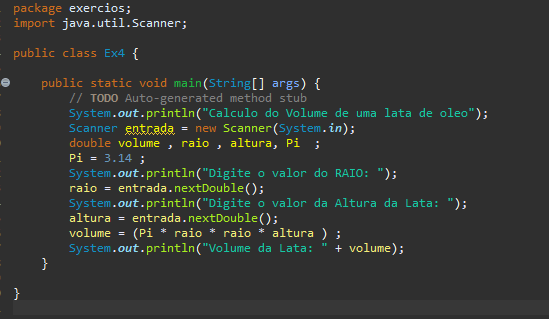 package exercios;
import java.util.Scanner;
public class Ex4 {
public static void main(String[] args) {
// TODO Auto-generated method stub
System.out.println("Calculo do Volume de uma lata de oleo");
Scanner entrada = new Scanner(System.in);
double volume , raio , altura, Pi  ;
Pi = 3.14 ;
System.out.println("Digite o valor do RAIO: ");
raio = entrada.nextDouble();
System.out.println("Digite o valor da Altura da Lata: ");
altura = entrada.nextDouble();
volume = (Pi * raio * raio * altura ) ;
System.out.println("Volume da Lata: " + volume);
}
}